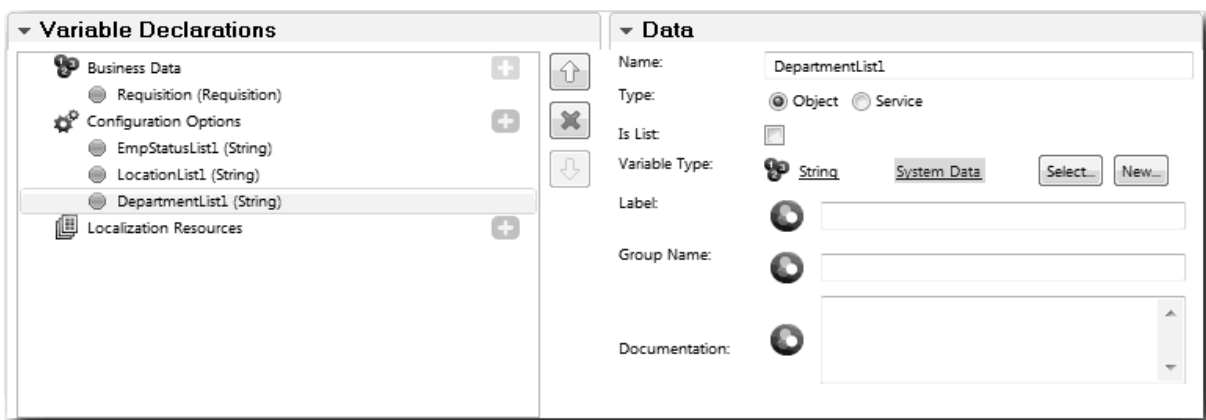 Variable Declarations
Business Data
Requisition (Requisition)
Configuration Options
EmpStatusList1 (String)
LocationList1 (String)
DepartmentList1 (String)
Localization Resources
Data
Name: DepartmentList1
Type: Object Service
Is List:
Variable Type: String System Data Select... New...
Label:
Group Name:
Documentation: